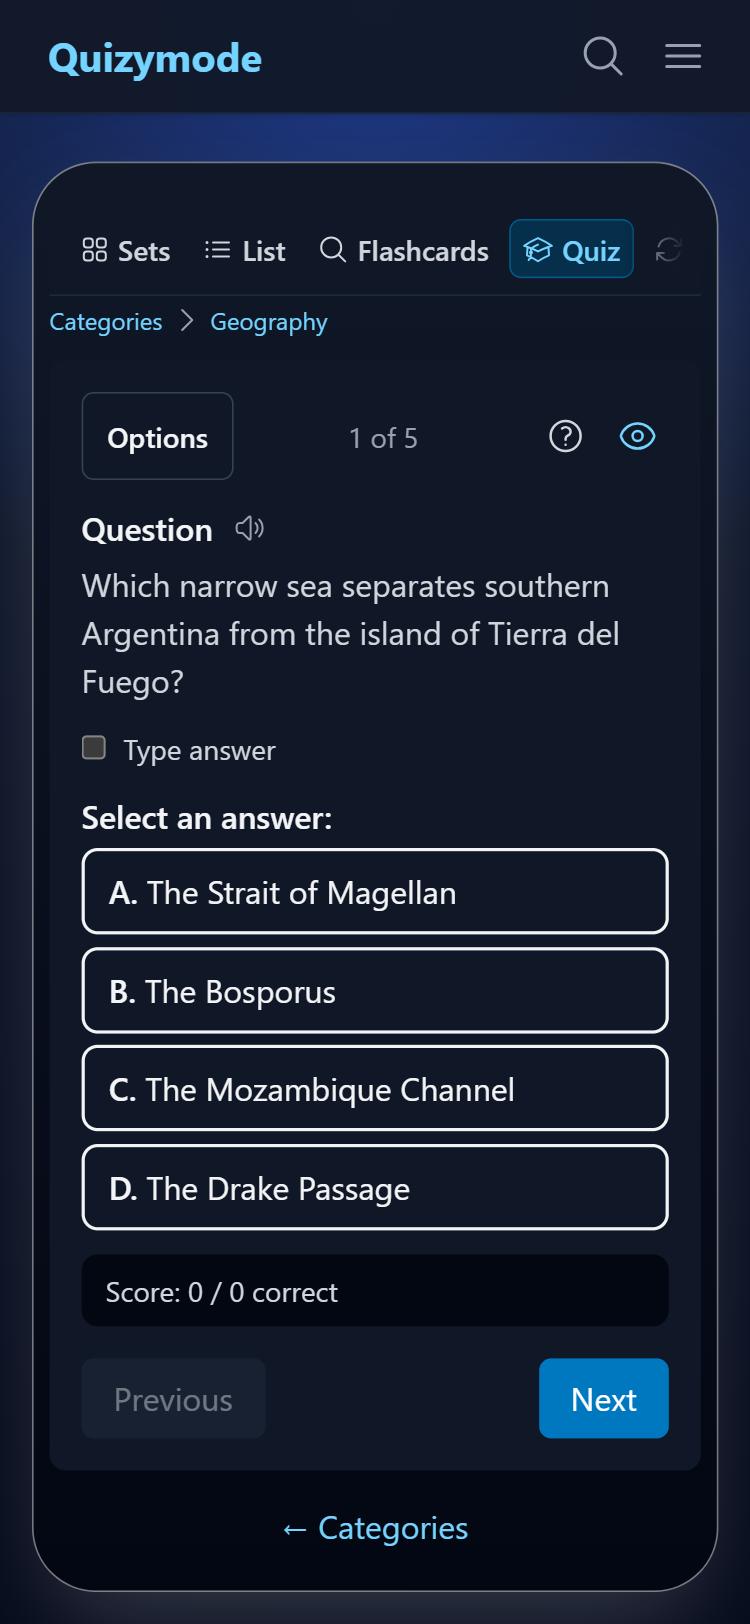 Quizymode
Sets List Flashcards Quiz
Categories > Geography
Options 1 of 5
Question
Which narrow sea separates southern
Argentina from the island of Tierra del
Fuego?
Type answer
Select an answer:
A. The Strait of Magellan
B. The Bosporus
C. The Mozambique Channel
D. The Drake Passage
Score: 0 / 0 correct
Previous Next
← Categories